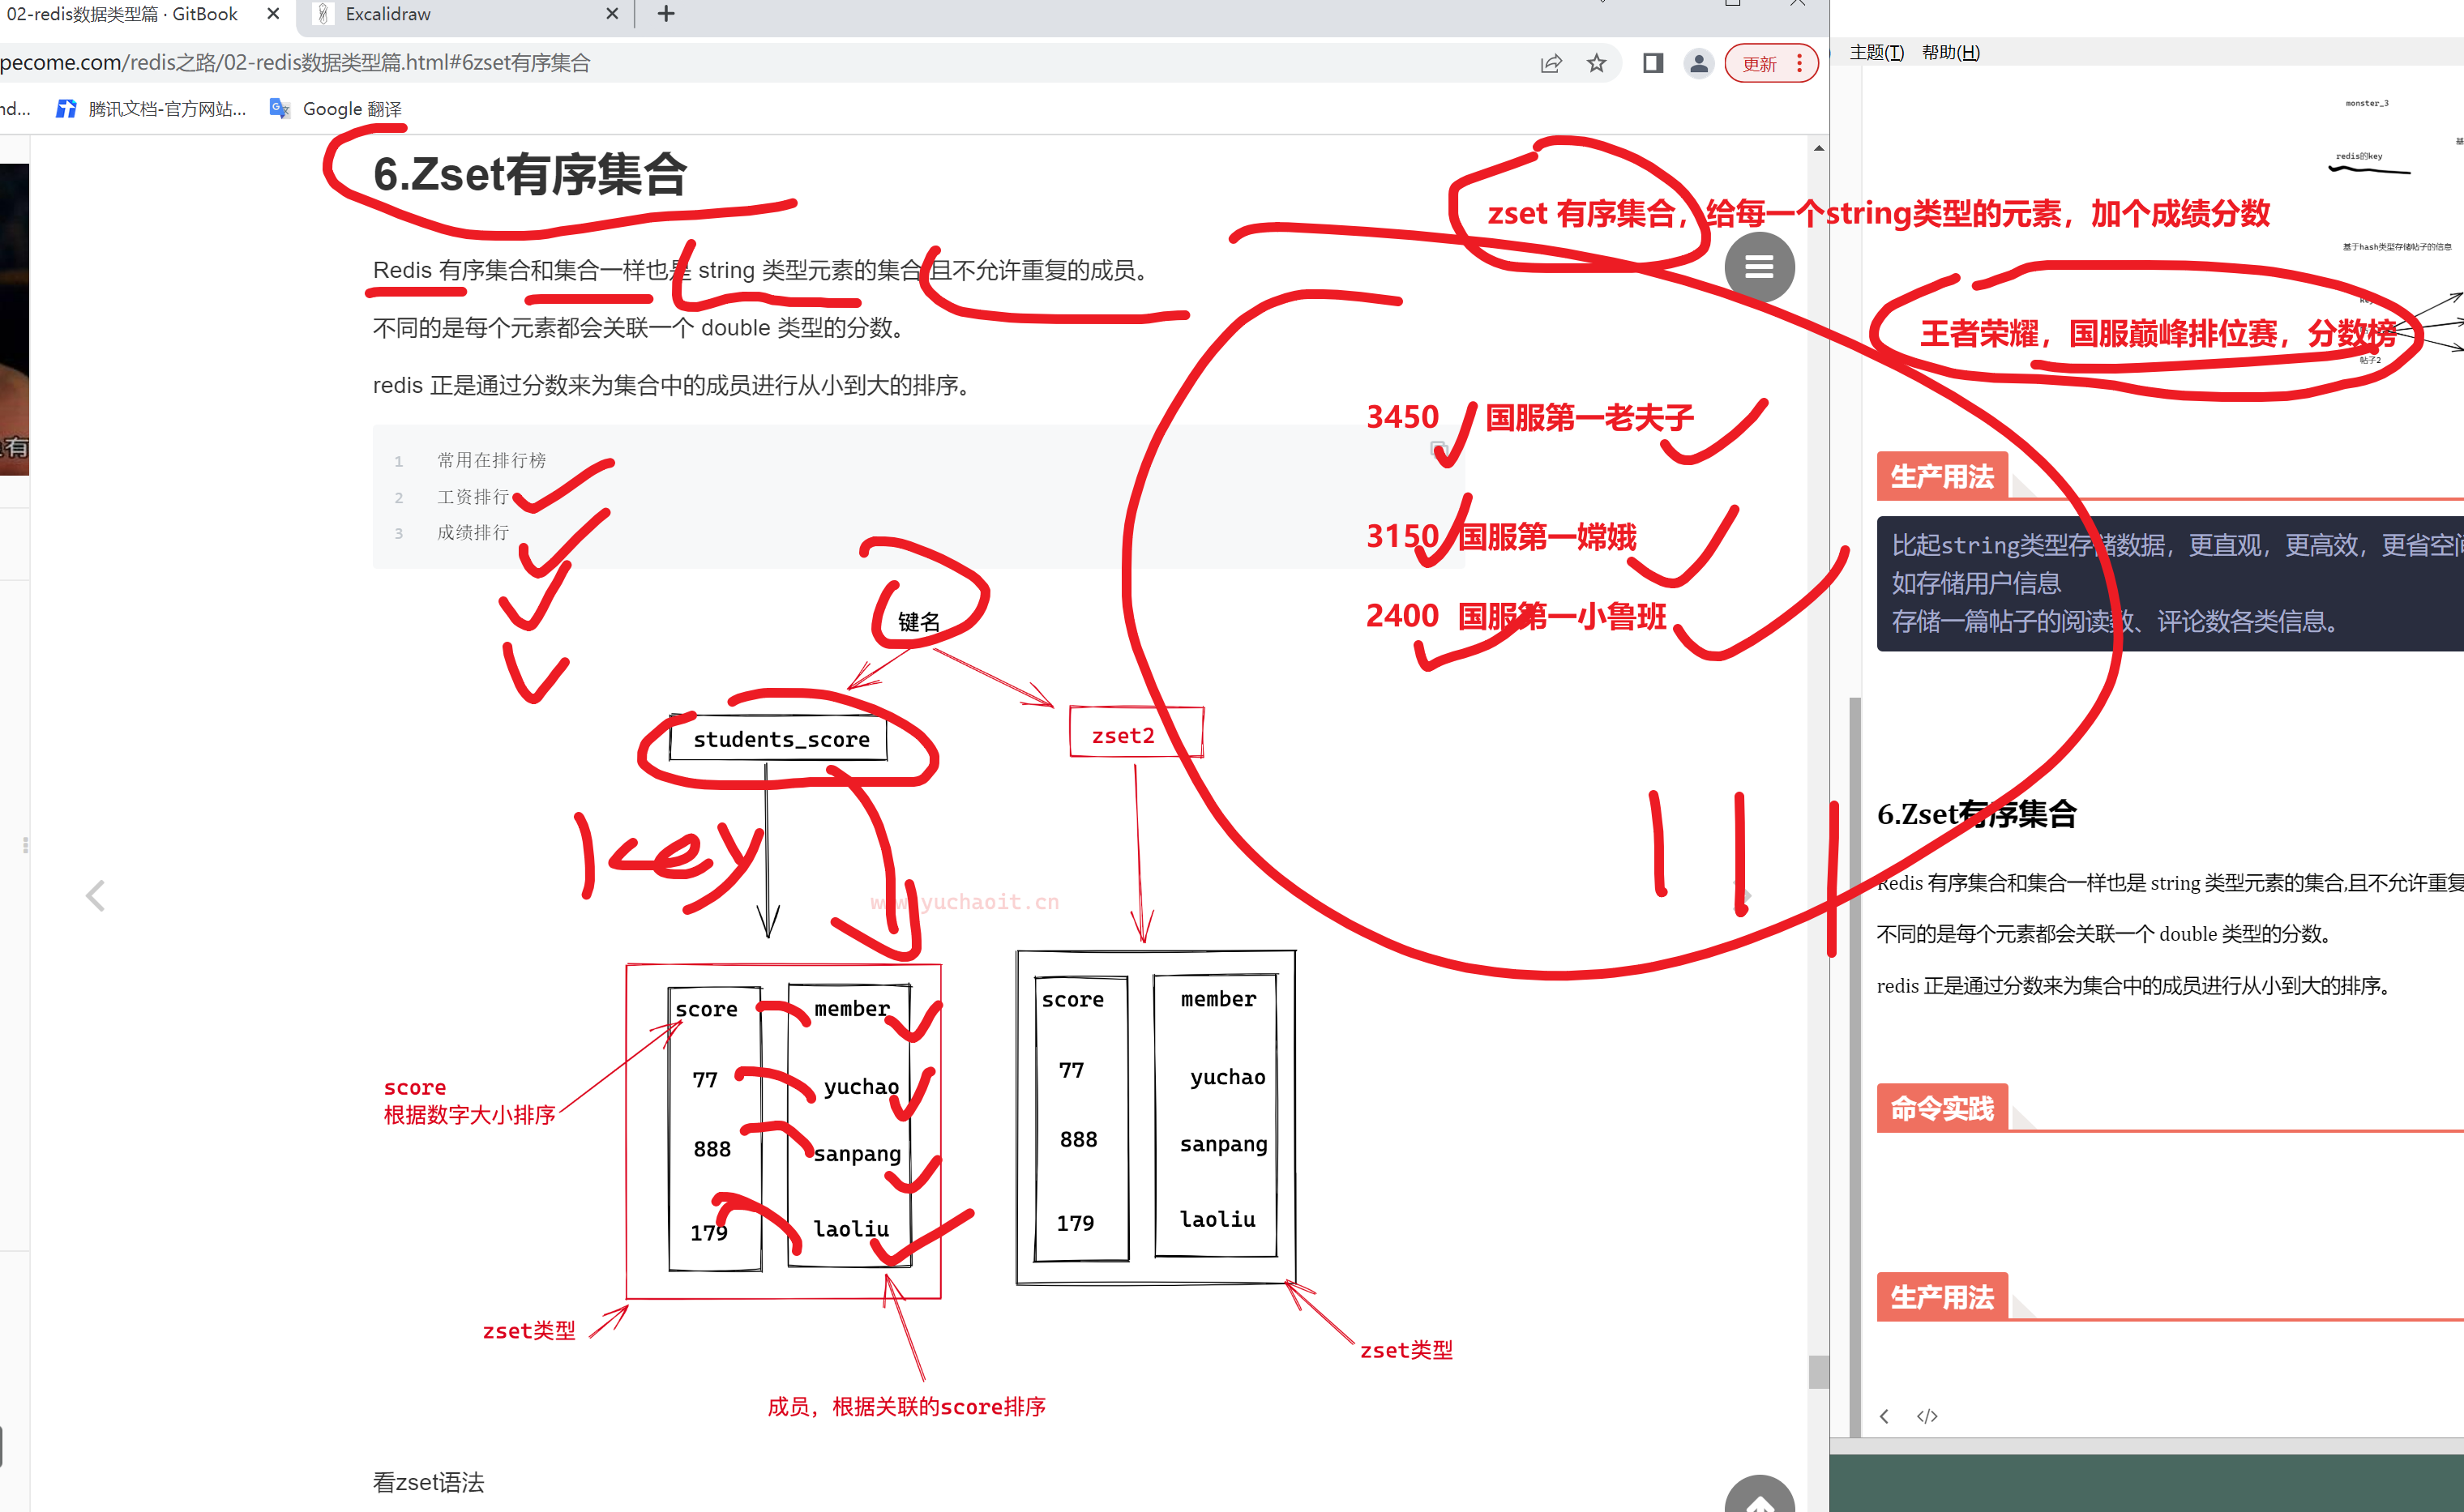 02-redis数据类型篇 · GitBook
Excalidraw
pecome.com/redis之路/02-redis数据类型篇.html#6zset有序集合
更新
nd...
腾讯文档-官方网站...
Google 翻译
6.Zset有序集合
Redis 有序集合和集合一样也是 string 类型元素的集合,且不允许重复的成员。
不同的是每个元素都会关联一个 double 类型的分数。
redis 正是通过分数来为集合中的成员进行从小到大的排序。
1 常用在排行榜
2 工资排行
3 成绩排行
zset 有序集合，给每一个string类型的元素，加个成绩分数
王者荣耀，国服巅峰排位赛，分数榜
3450 国服第一老夫子
3150 国服第一嫦娥
2400 国服第一小鲁班
键名
students_score
zset2
key
www.yuchaoit.cn
score member
77 yuchao
888 sanpang
179 laoliu
score
根据数字大小排序
zset类型
成员，根据关联的score排序
score member
77 yuchao
888 sanpang
179 laoliu
zset类型
看zset语法
有
主题(T) 帮助(H)
monster_3
redis的key
基于hash类型存储帖子的信息
帖子2
生产用法
比起string类型存储数据，更直观，更高效，更省空间
如存储用户信息
存储一篇帖子的阅读数、评论数各类信息。
6.Zset有序集合
Redis 有序集合和集合一样也是 string 类型元素的集合,且不允许重复
不同的是每个元素都会关联一个 double 类型的分数。
redis 正是通过分数来为集合中的成员进行从小到大的排序。
命令实践
生产用法